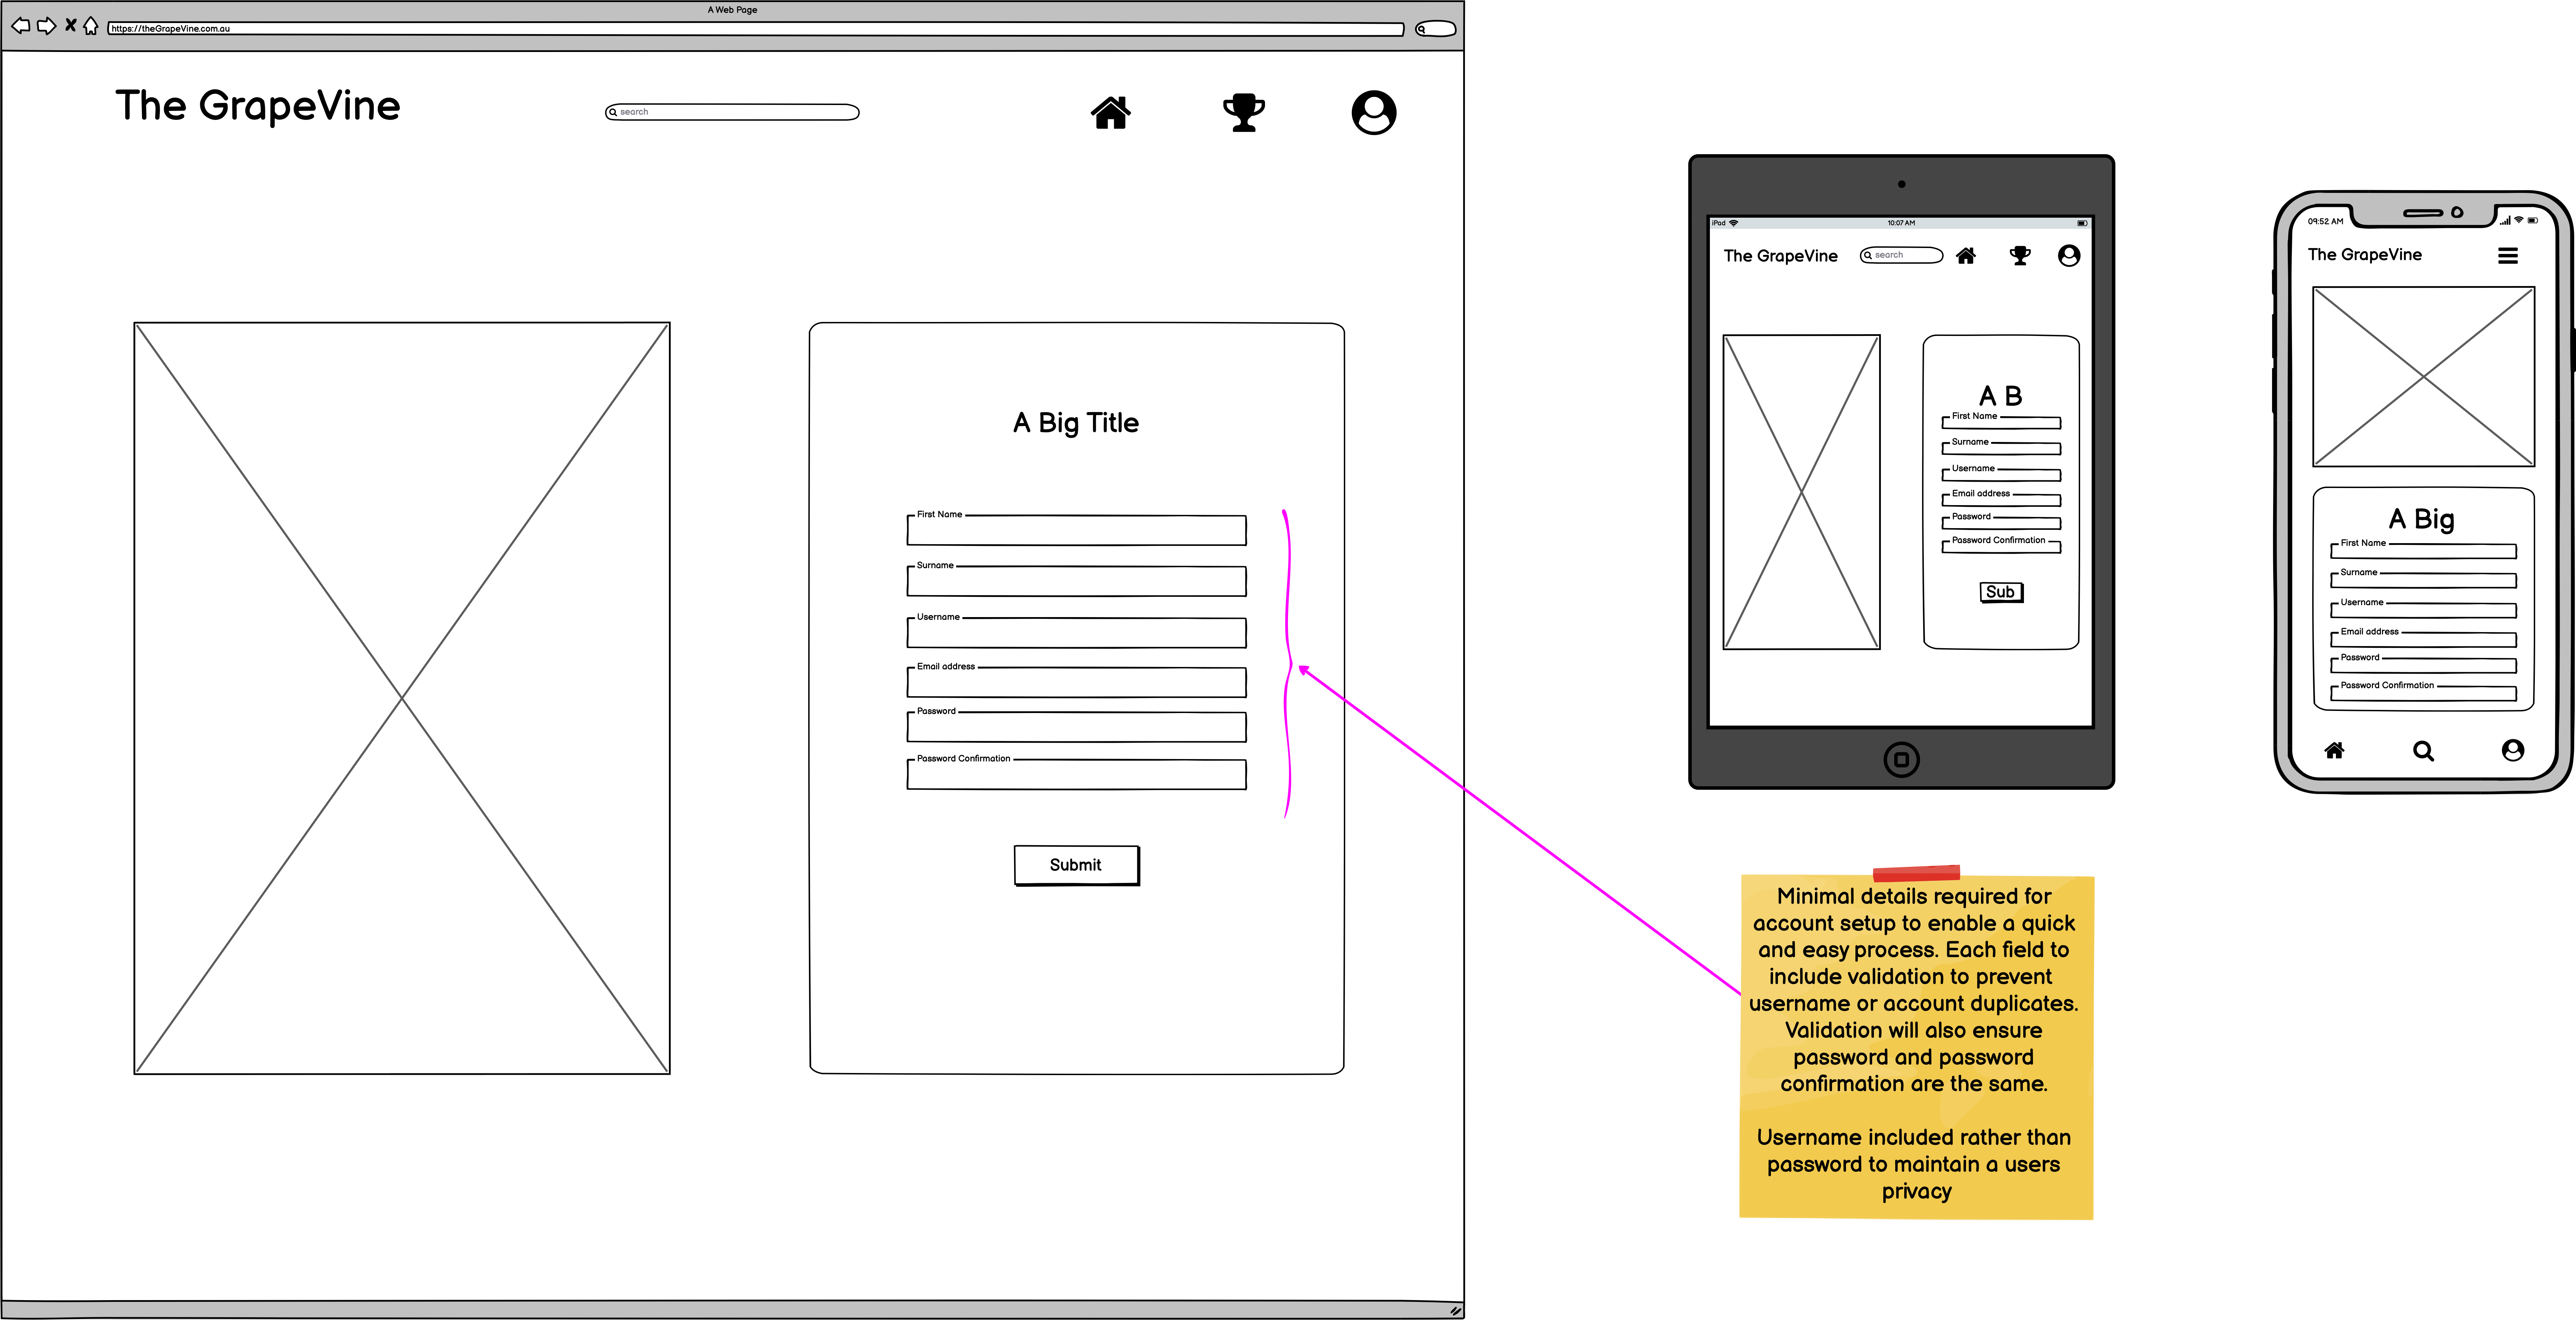 A Web Page
https://theGrapeVine.com.au
The GrapeVine
search
A Big Title
First Name
Surname
Username
Email address
Password
Password Confirmation
Submit
iPad
10:07 AM
The GrapeVine
search
A B
First Name
Surname
Username
Email address
Password
Password Confirmation
Sub
09:52 AM
The GrapeVine
A Big
First Name
Surname
Username
Email address
Password
Password Confirmation
Minimal details required for
account setup to enable a quick
and easy process. Each field to
include validation to prevent
username or account duplicates.
Validation will also ensure
password and password
confirmation are the same.
Username included rather than
password to maintain a users
privacy